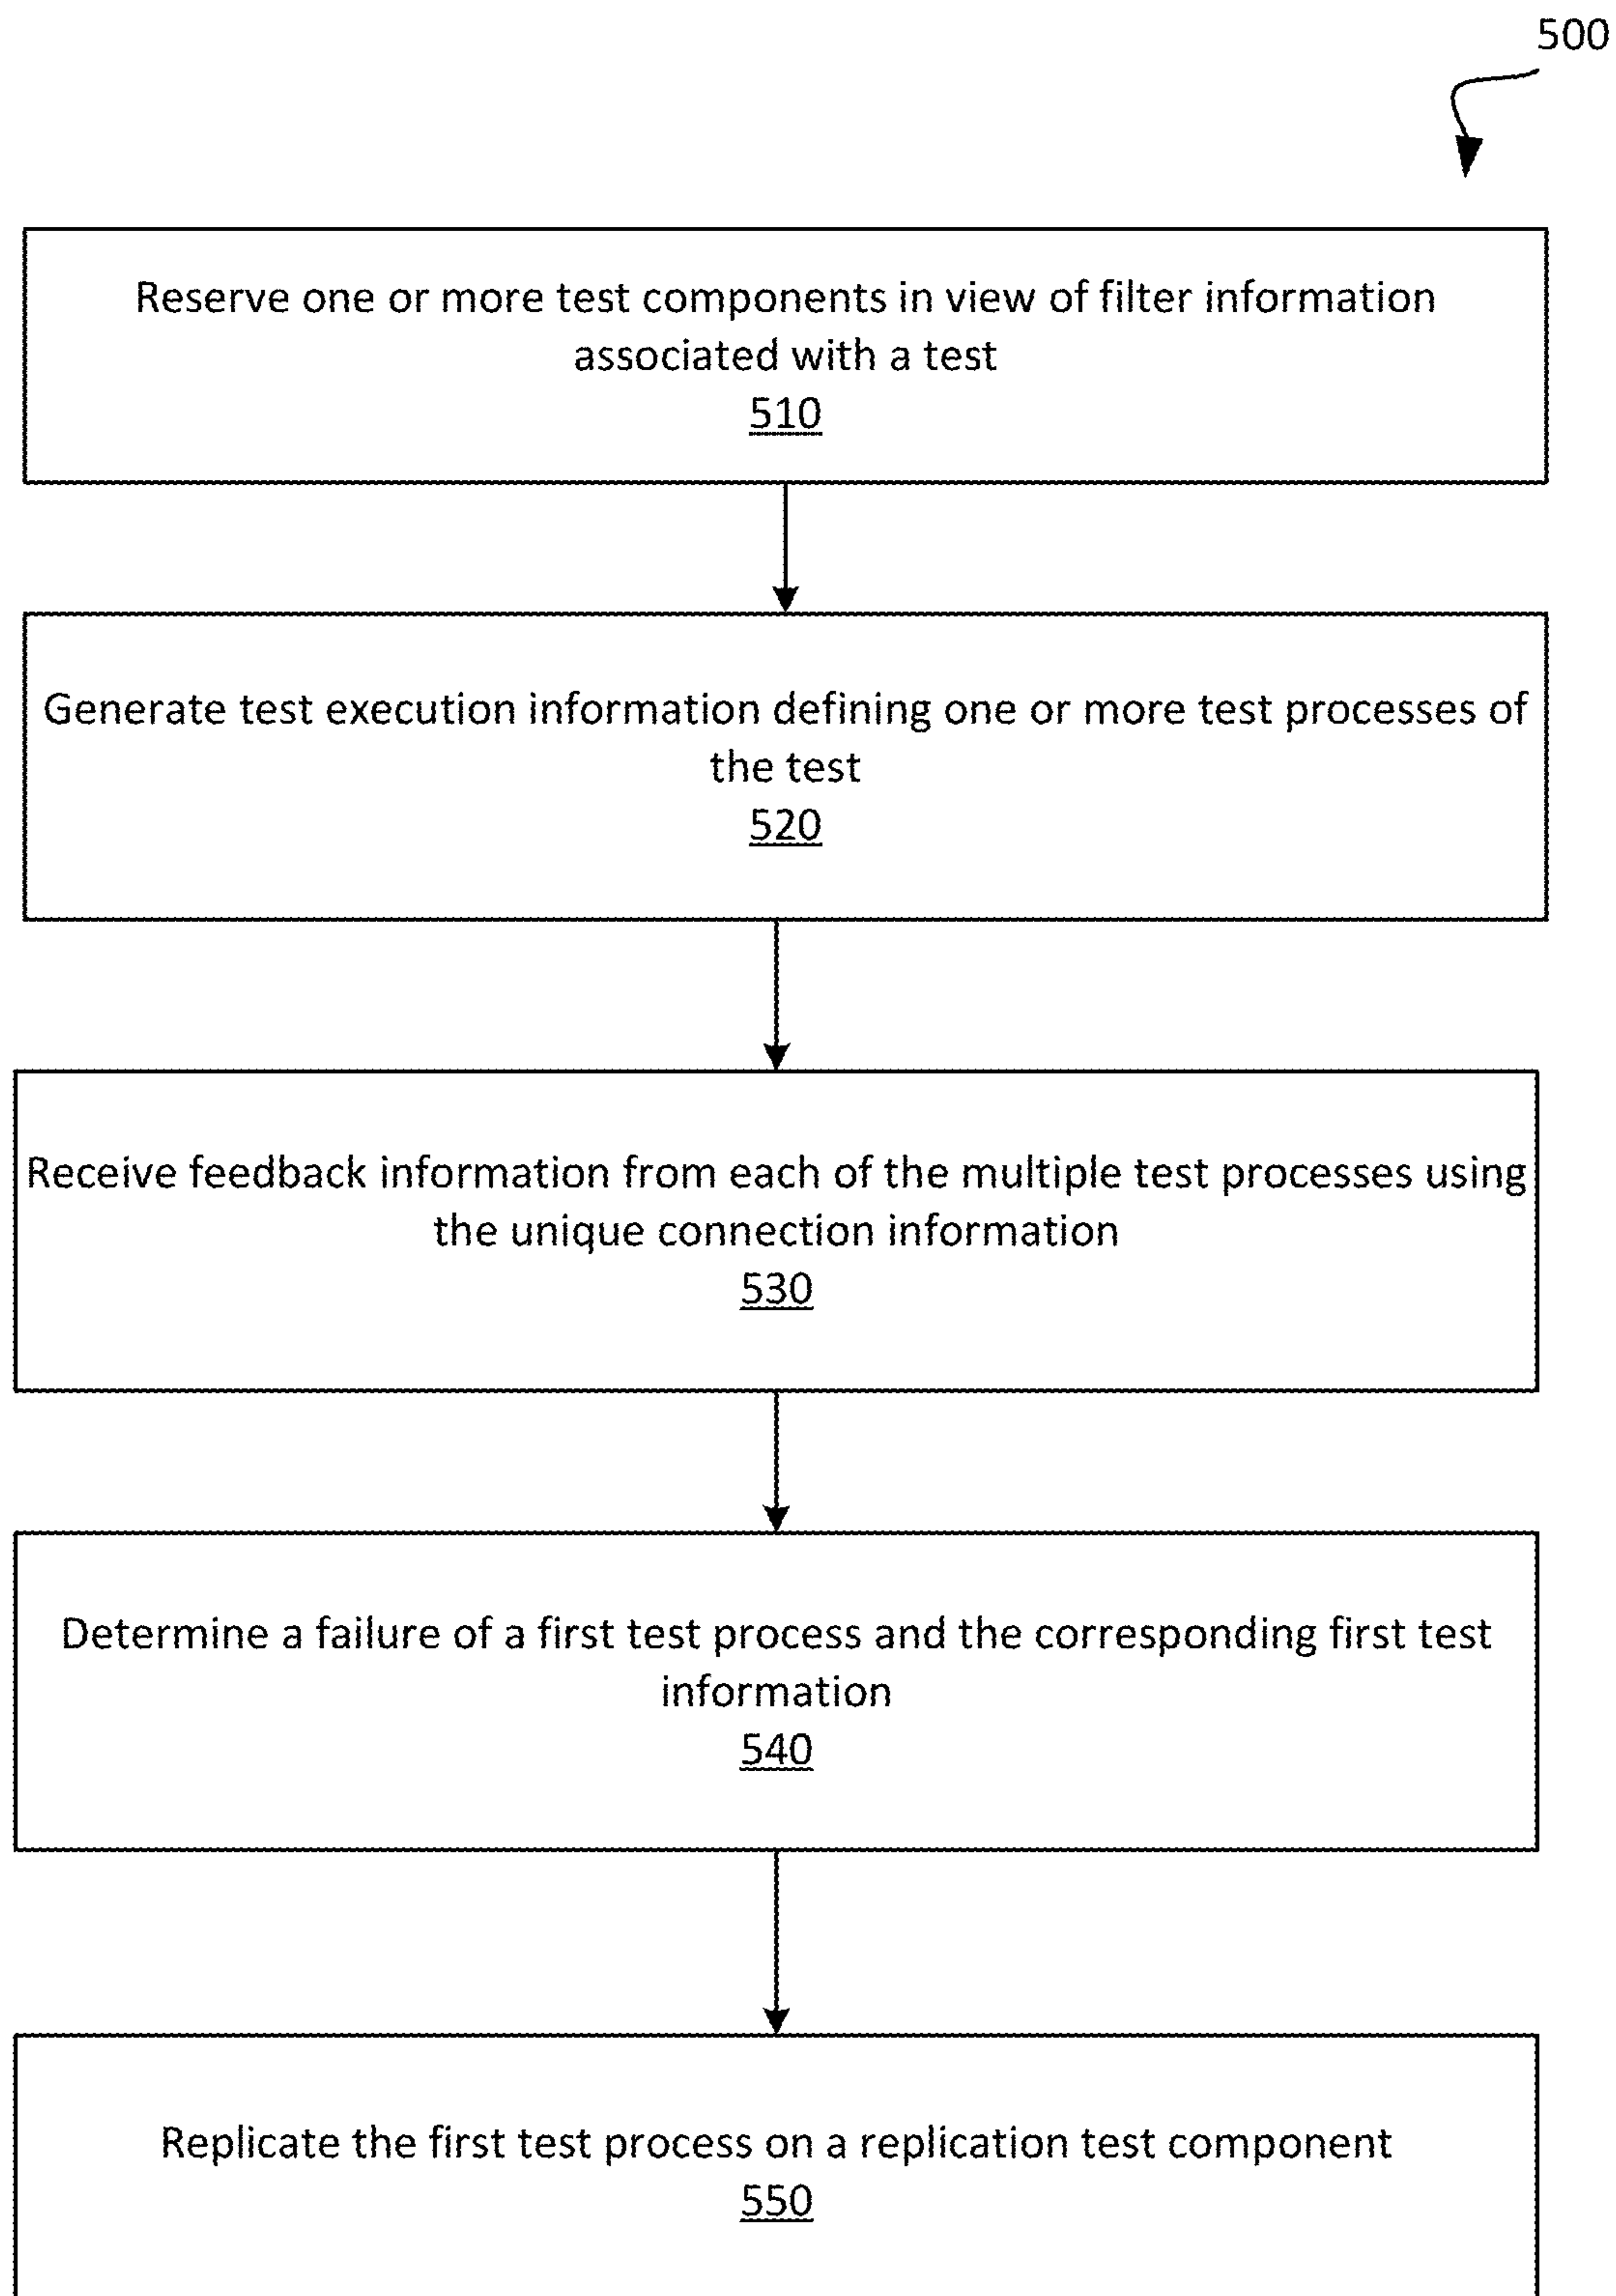 500
Reserve one or more test components in view of filter information
associated with a test
510
Generate test execution information defining one or more test processes of
the test
520
Receive feedback information from each of the multiple test processes using
the unique connection information
530
Determine a failure of a first test process and the corresponding first test
information
540
Replicate the first test process on a replication test component
550